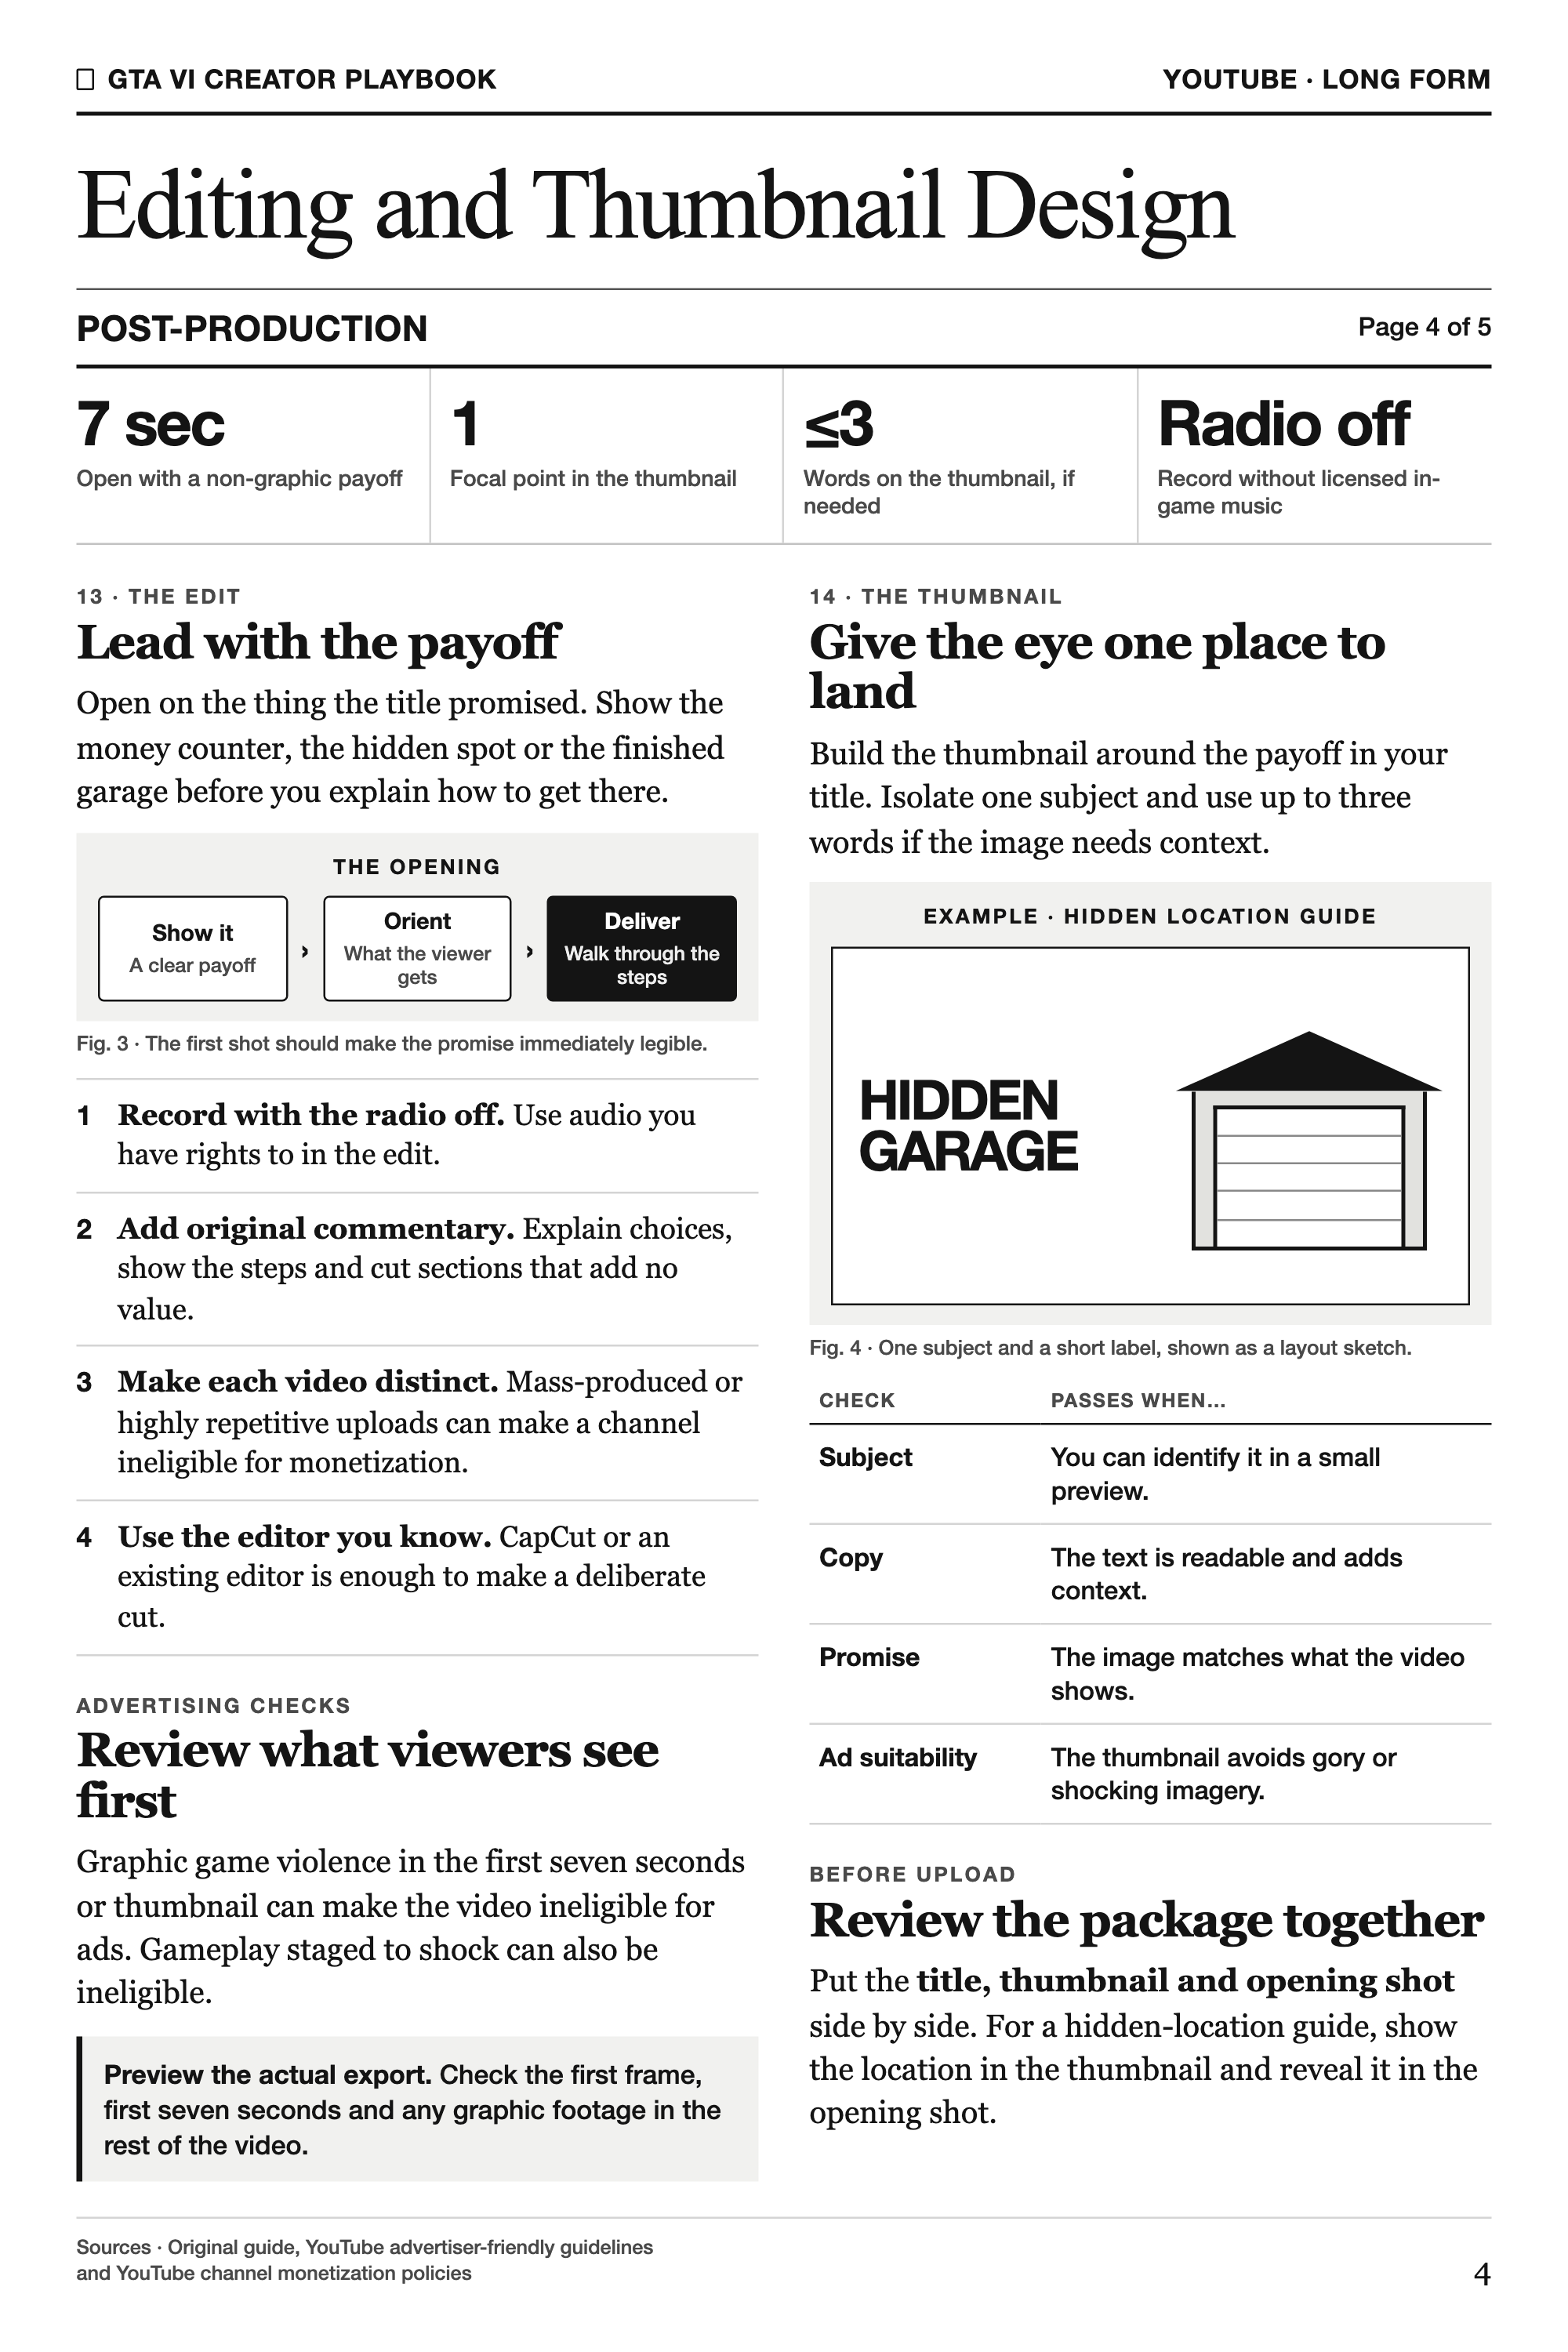 GTA VI CREATOR PLAYBOOK
YOUTUBE · LONG FORM
Editing and Thumbnail Design
POST-PRODUCTION
Page 4 of 5
7 sec
Open with a non-graphic payoff
1
Focal point in the thumbnail
≤3
Words on the thumbnail, if
needed
Radio off
Record without licensed in-
game music
13 · THE EDIT
Lead with the payoff
Open on the thing the title promised. Show the
money counter, the hidden spot or the finished
garage before you explain how to get there.
THE OPENING
Show it
A clear payoff
›
Orient
What the viewer
gets
›
Deliver
Walk through the
steps
Fig. 3 · The first shot should make the promise immediately legible.
1 Record with the radio off. Use audio you
have rights to in the edit.
2 Add original commentary. Explain choices,
show the steps and cut sections that add no
value.
3 Make each video distinct. Mass-produced or
highly repetitive uploads can make a channel
ineligible for monetization.
4 Use the editor you know. CapCut or an
existing editor is enough to make a deliberate
cut.
ADVERTISING CHECKS
Review what viewers see
first
Graphic game violence in the first seven seconds
or thumbnail can make the video ineligible for
ads. Gameplay staged to shock can also be
ineligible.
Preview the actual export. Check the first frame,
first seven seconds and any graphic footage in the
rest of the video.
14 · THE THUMBNAIL
Give the eye one place to
land
Build the thumbnail around the payoff in your
title. Isolate one subject and use up to three
words if the image needs context.
EXAMPLE · HIDDEN LOCATION GUIDE
HIDDEN
GARAGE
Fig. 4 · One subject and a short label, shown as a layout sketch.
CHECK PASSES WHEN...
Subject You can identify it in a small
preview.
Copy The text is readable and adds
context.
Promise The image matches what the video
shows.
Ad suitability The thumbnail avoids gory or
shocking imagery.
BEFORE UPLOAD
Review the package together
Put the title, thumbnail and opening shot
side by side. For a hidden-location guide, show
the location in the thumbnail and reveal it in the
opening shot.
Sources · Original guide, YouTube advertiser-friendly guidelines
and YouTube channel monetization policies
4